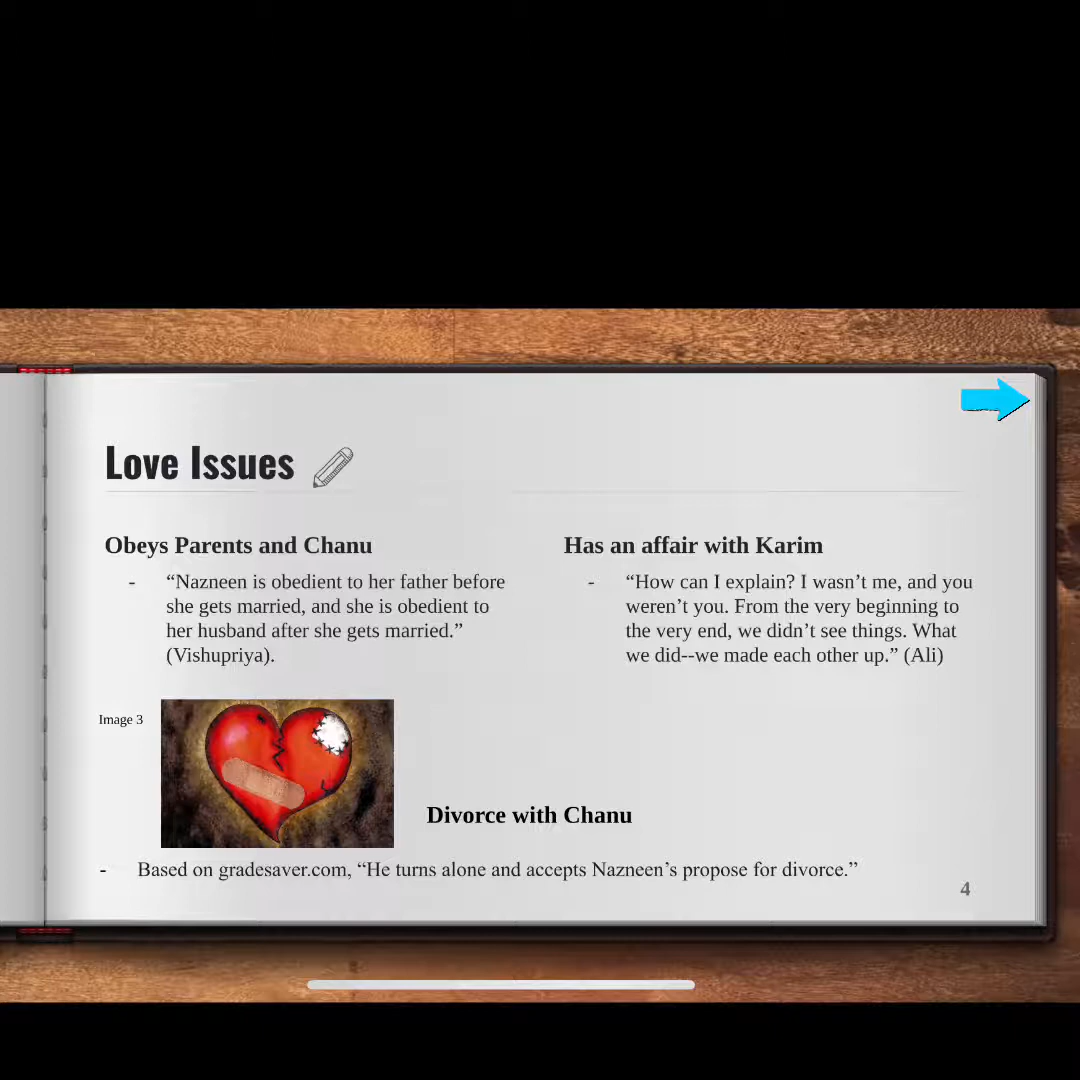 Love Issues
Obeys Parents and Chanu
- “Nazneen is obedient to her father before
she gets married, and she is obedient to
her husband after she gets married.”
(Vishupriya).
Has an affair with Karim
- “How can I explain? I wasn’t me, and you
weren’t you. From the very beginning to
the very end, we didn’t see things. What
we did--we made each other up.” (Ali)
Image 3
Divorce with Chanu
- Based on gradesaver.com, “He turns alone and accepts Nazneen’s propose for divorce.”
4